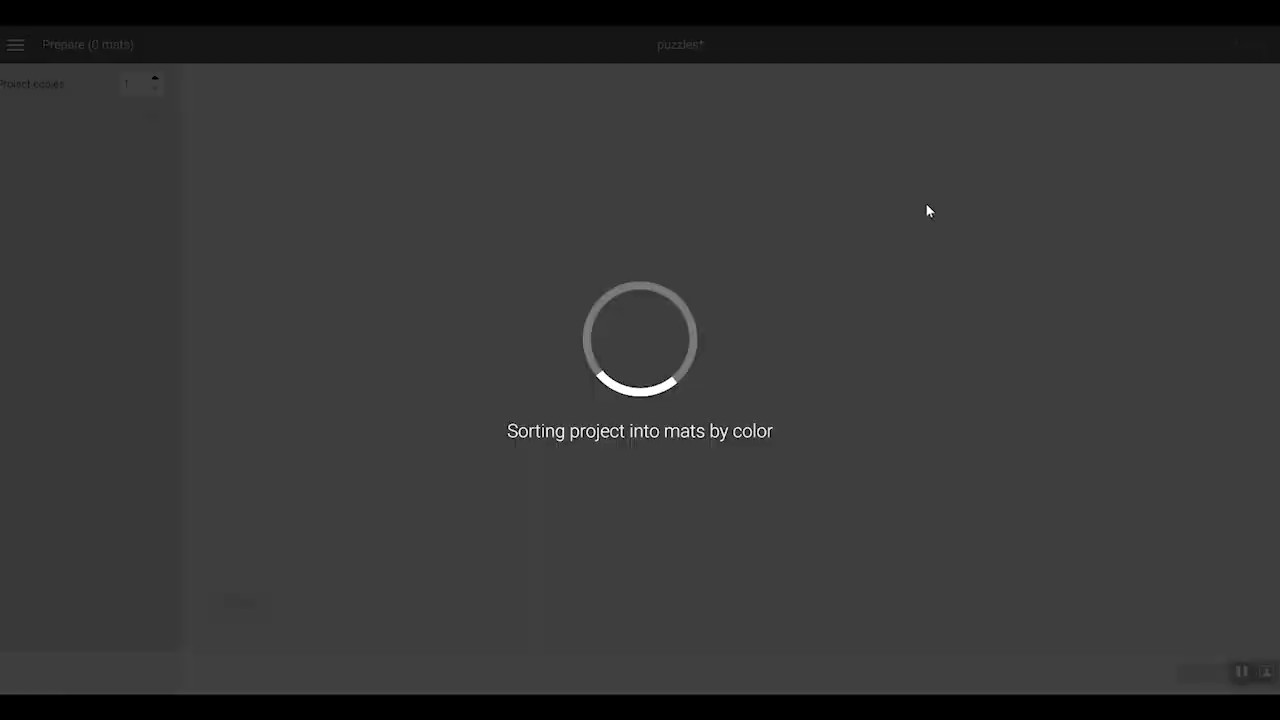 Prepare (0 mats)
puzzles*
Project copies
1
Sorting project into mats by color